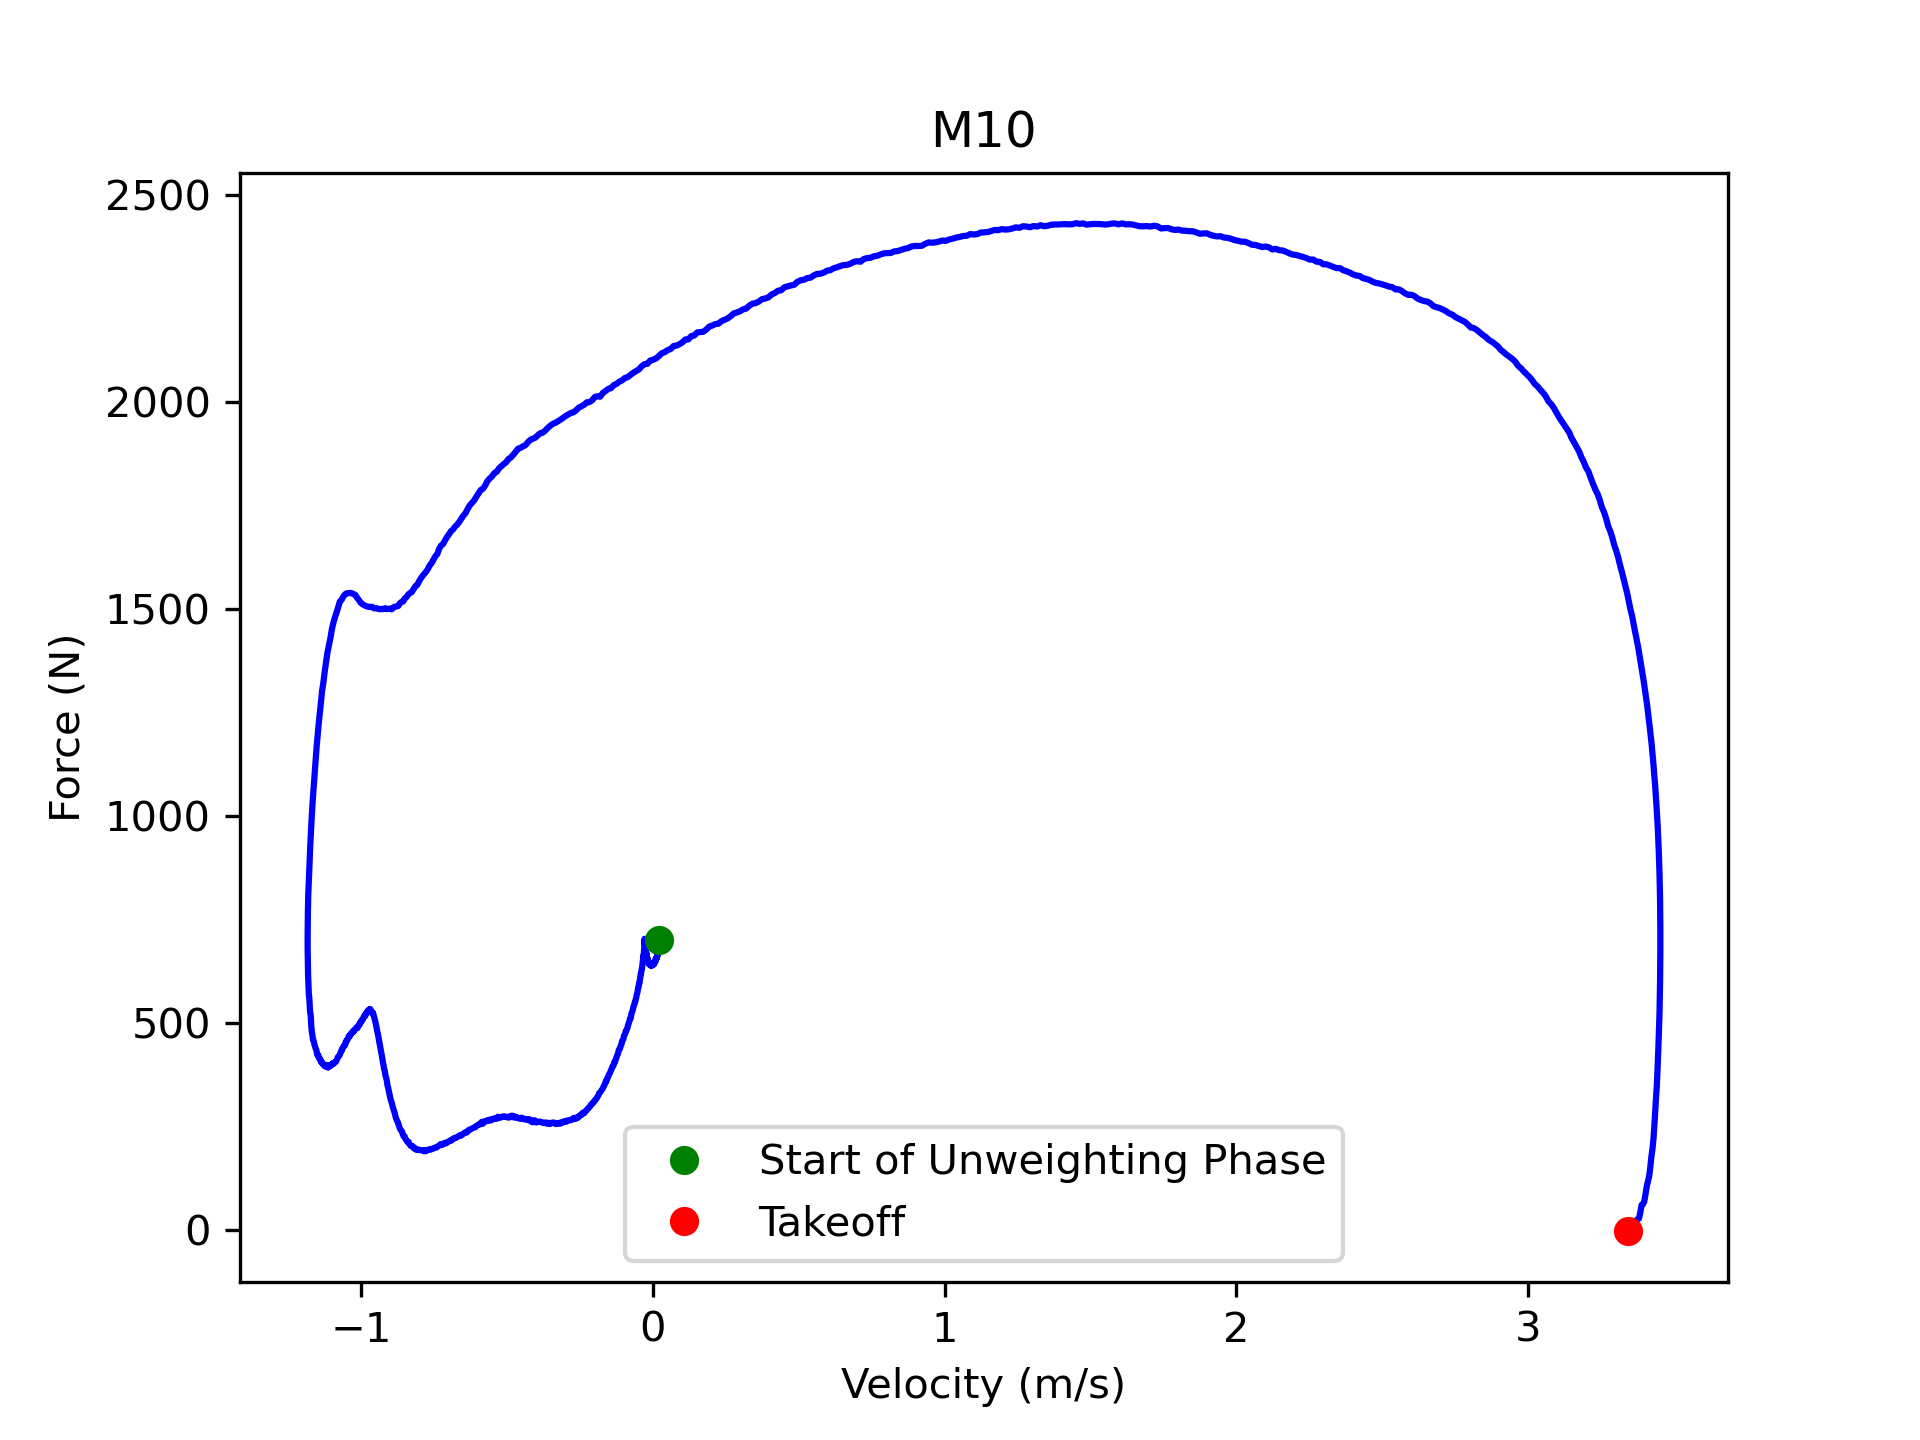 M10
2500
2000
1500
1000
500
0
Force (N)
Start of Unweighting Phase
Takeoff
−1 0 1 2 3
Velocity (m/s)